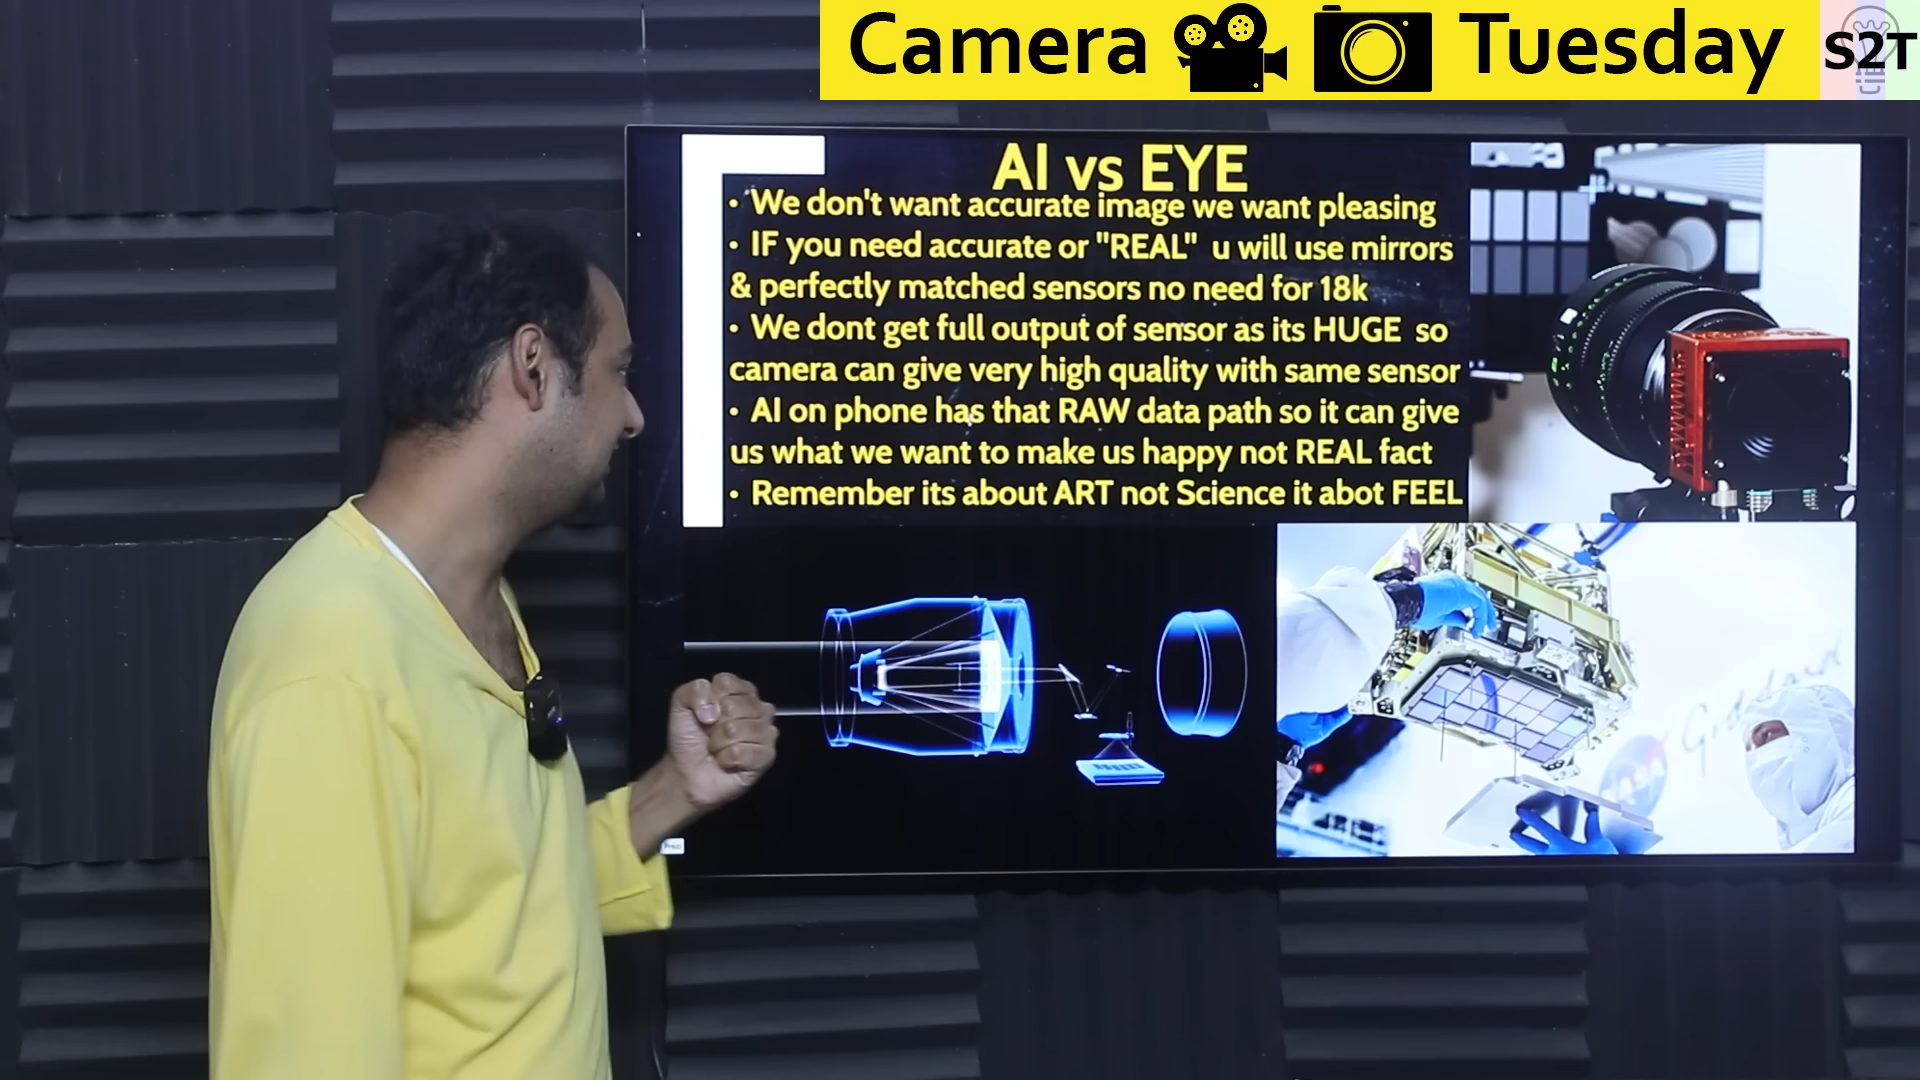 Camera Tuesday
S2T
AI vs EYE
• We don't want accurate image we want pleasing
• IF you need accurate or "REAL" u will use mirrors
& perfectly matched sensors no need for 18k
• We dont get full output of sensor as its HUGE so
camera can give very high quality with same sensor
• AI on phone has that RAW data path so it can give
us what we want to make us happy not REAL fact
• Remember its about ART not Science it abot FEEL
Prezi
NASA
Goddard